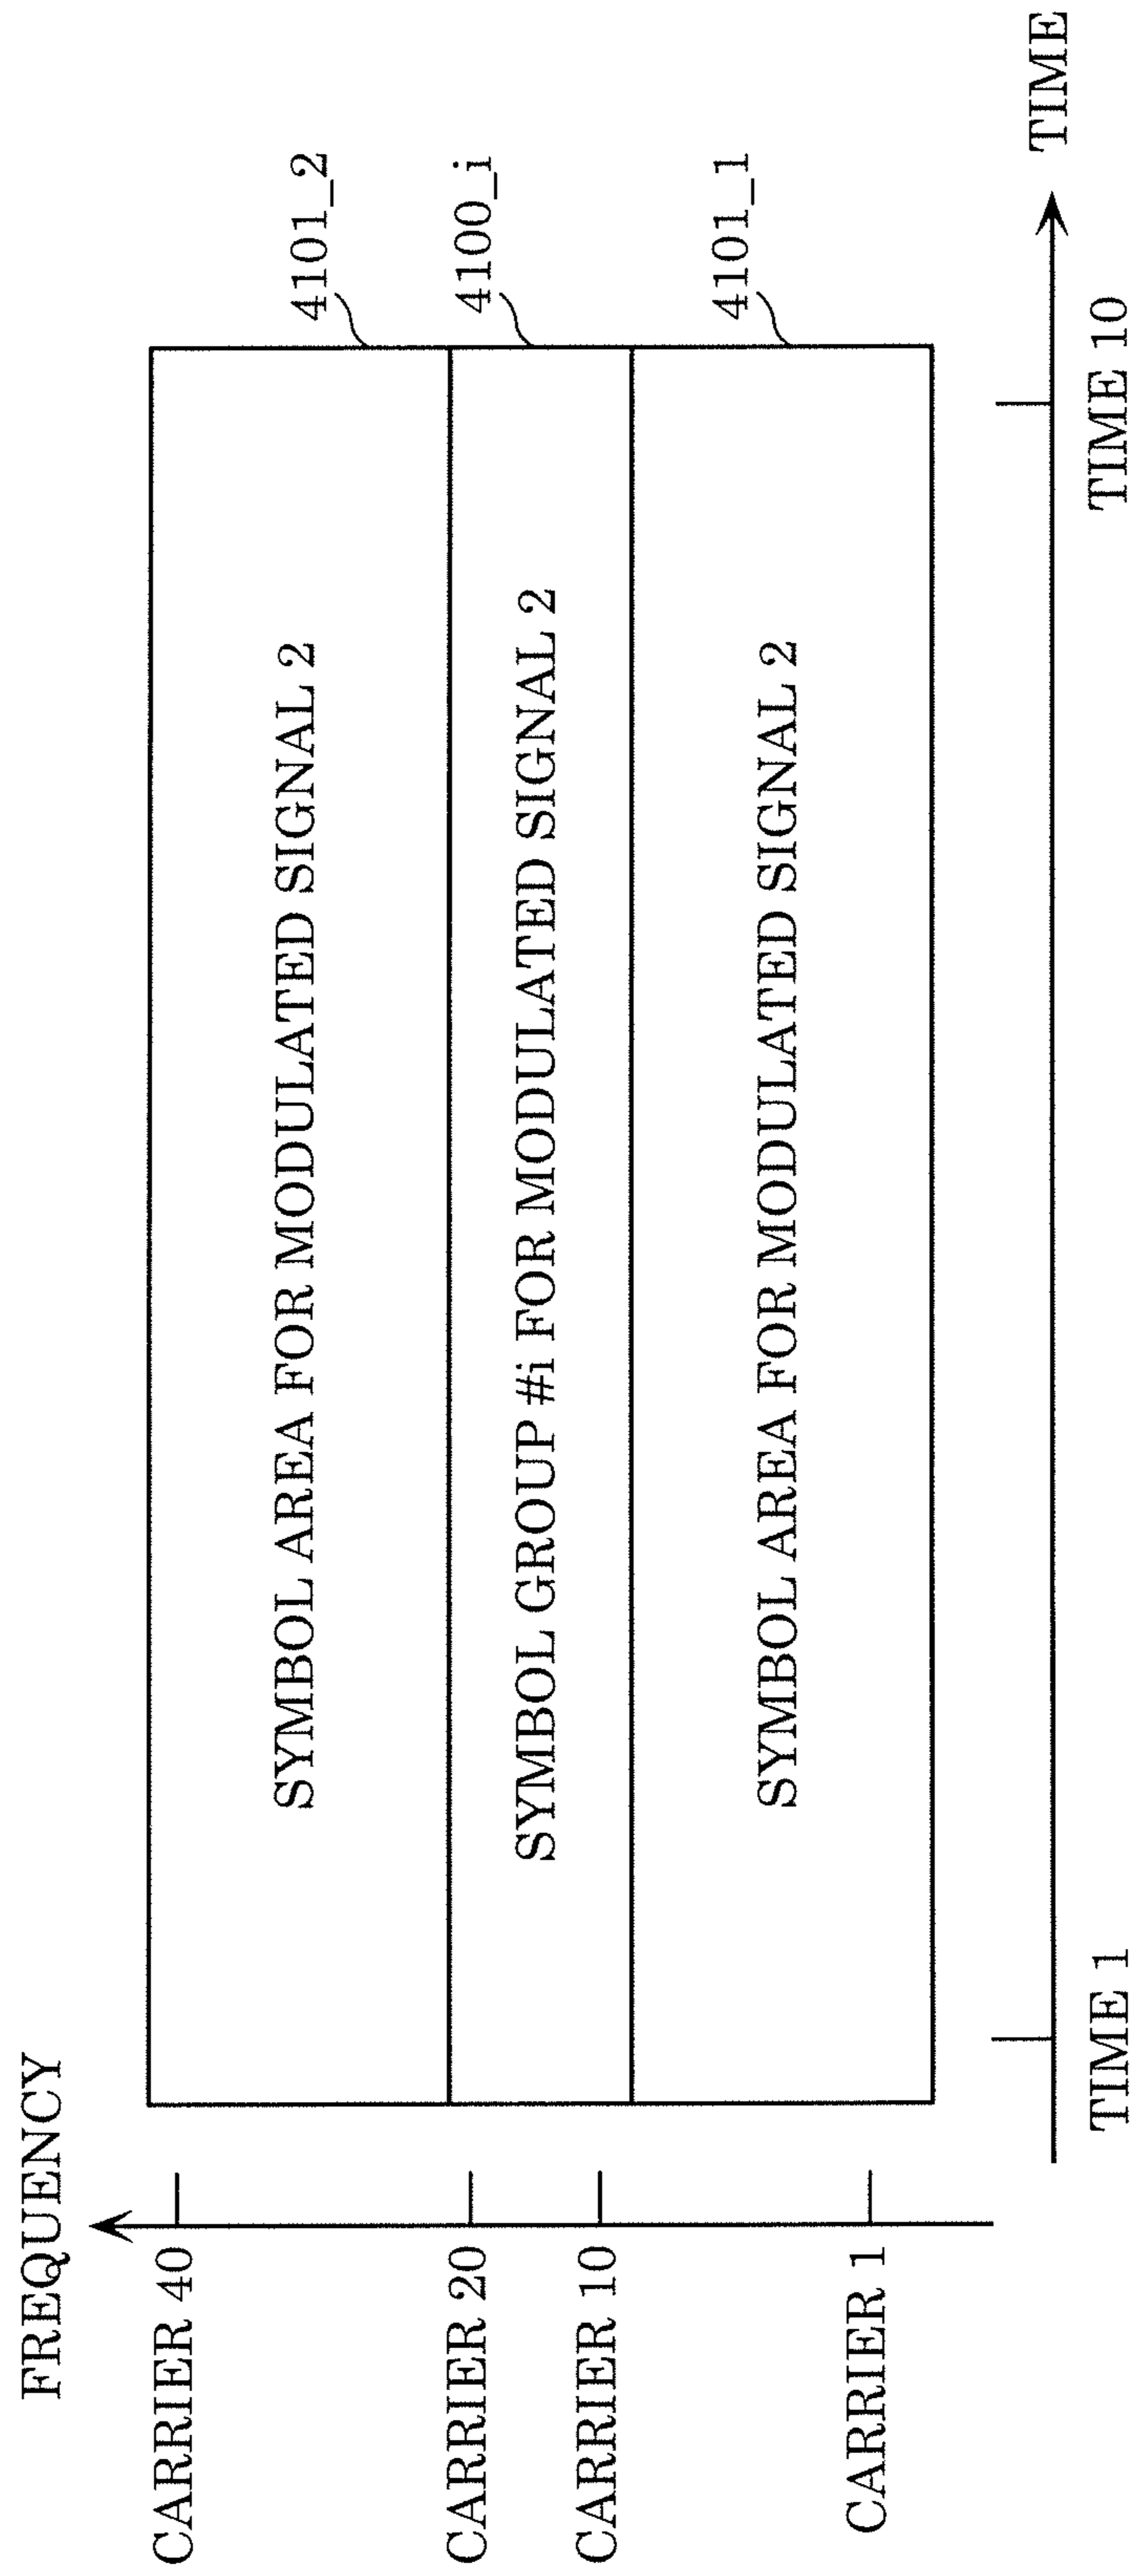 FREQUENCY
CARRIER 40
CARRIER 20
CARRIER 10
CARRIER 1
SYMBOL AREA FOR MODULATED SIGNAL 2
4101_2
SYMBOL GROUP #i FOR MODULATED SIGNAL 2
4100_i
SYMBOL AREA FOR MODULATED SIGNAL 2
4101_1
TIME 1
TIME 10
TIME